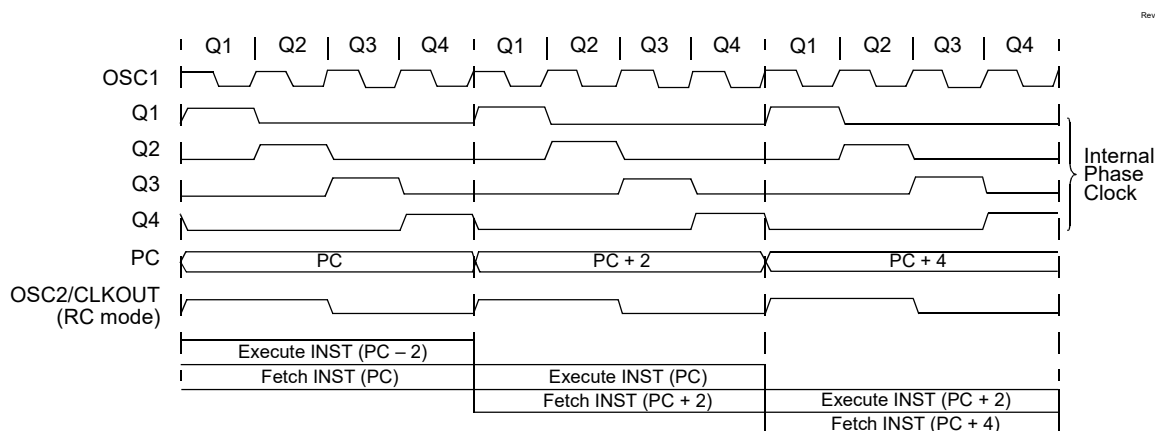 Rev
Q1 Q2 Q3 Q4 Q1 Q2 Q3 Q4 Q1 Q2 Q3 Q4
OSC1
Q1
Q2
Q3
Q4
Internal
Phase
Clock
PC
PC
PC + 2
PC + 4
OSC2/CLKOUT
(RC mode)
Execute INST (PC – 2)
Fetch INST (PC)
Execute INST (PC)
Fetch INST (PC + 2)
Execute INST (PC + 2)
Fetch INST (PC + 4)